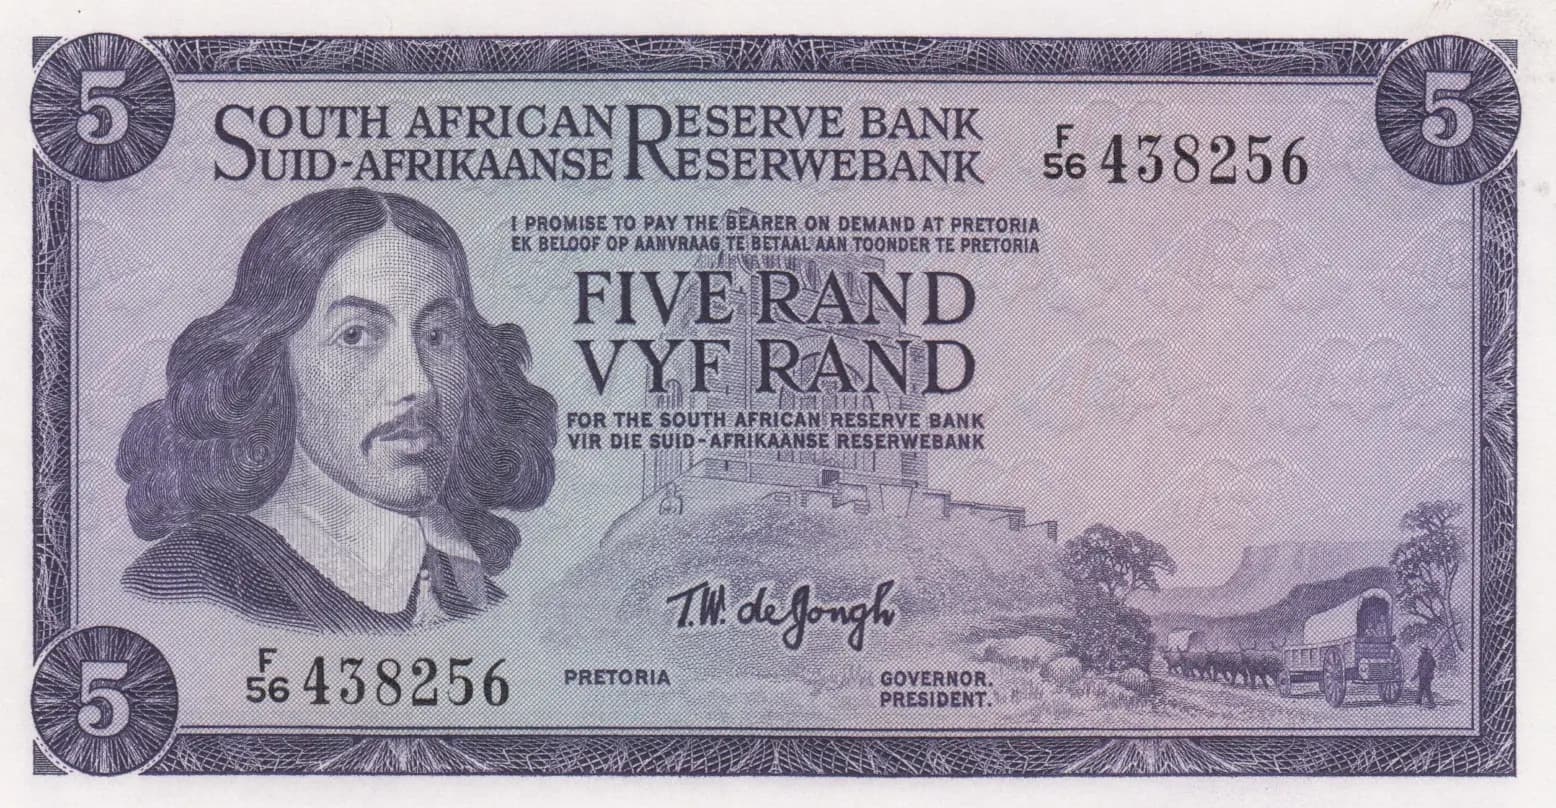 5
5
SOUTH AFRICAN RESERVE BANK
SUID-AFRIKAANSE RESERWEBANK
F/56 438256
I PROMISE TO PAY THE BEARER ON DEMAND AT PRETORIA
EK BELOOF OP AANVRAAG TE BETAAL AAN TOONDER TE PRETORIA
FIVE RAND
VYF RAND
FOR THE SOUTH AFRICAN RESERVE BANK
VIR DIE SUID-AFRIKAANSE RESERWEBANK
T.W. de Jongh
F/56 438256
PRETORIA
GOVERNOR.
PRESIDENT.
5